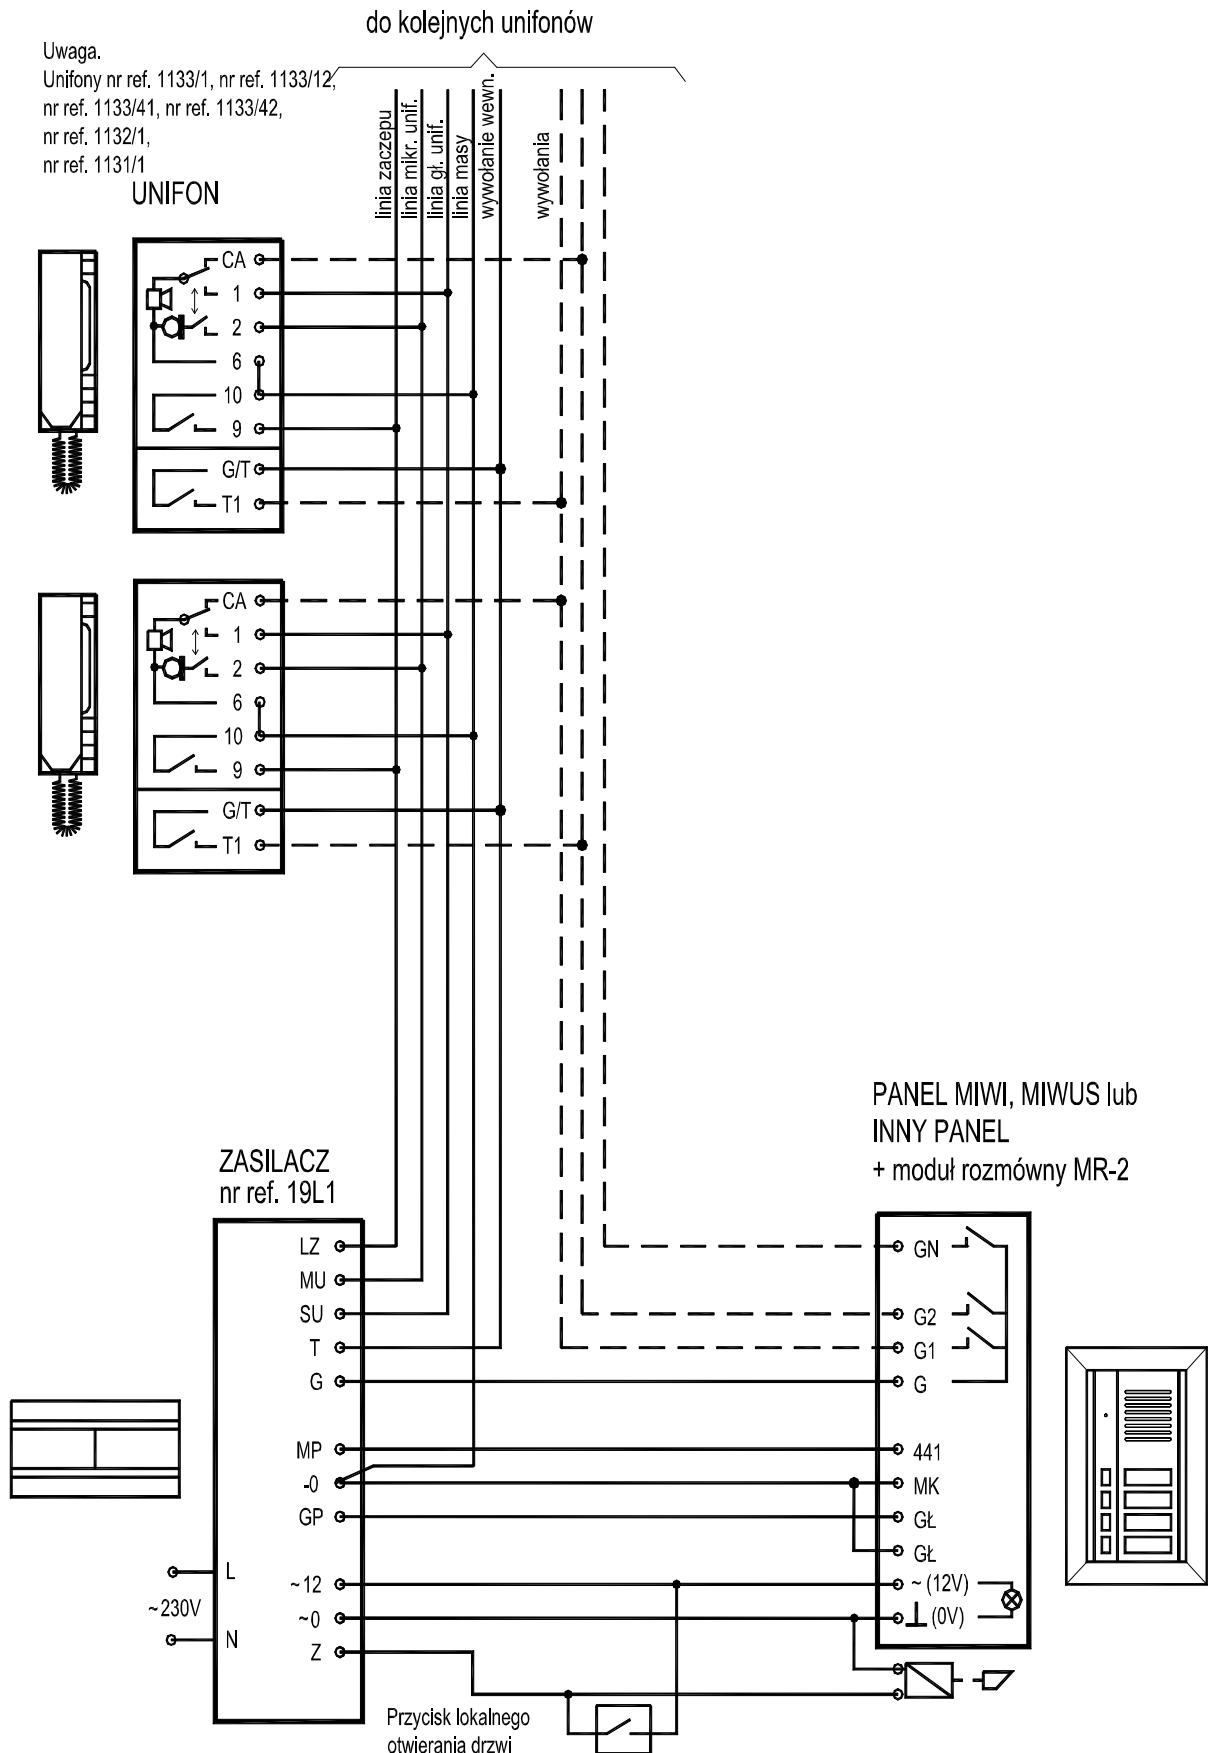 do kolejnych unifonów
Uwaga.
Unifony nr ref. 1133/1, nr ref. 1133/12,
nr ref. 1133/41, nr ref. 1133/42,
nr ref. 1132/1,
nr ref. 1131/1
UNIFON
linia zaczepu
linia mikr. unif.
linia gł. unif.
linia masy
wywołanie wewn.
wywołania
CA
1
2
6
10
9
G/T
T1
CA
1
2
6
10
9
G/T
T1
PANEL MIWI, MIWUS lub
INNY PANEL
+ moduł rozmówny MR-2
ZASILACZ
nr ref. 19L1
LZ
MU
SU
T
G
MP
-0
GP
~12
~0
Z
L
~230V
N
GN
G2
G1
G
441
MK
GŁ
GŁ
~ (12V)
(0V)
Przycisk lokalnego
otwierania drzwi